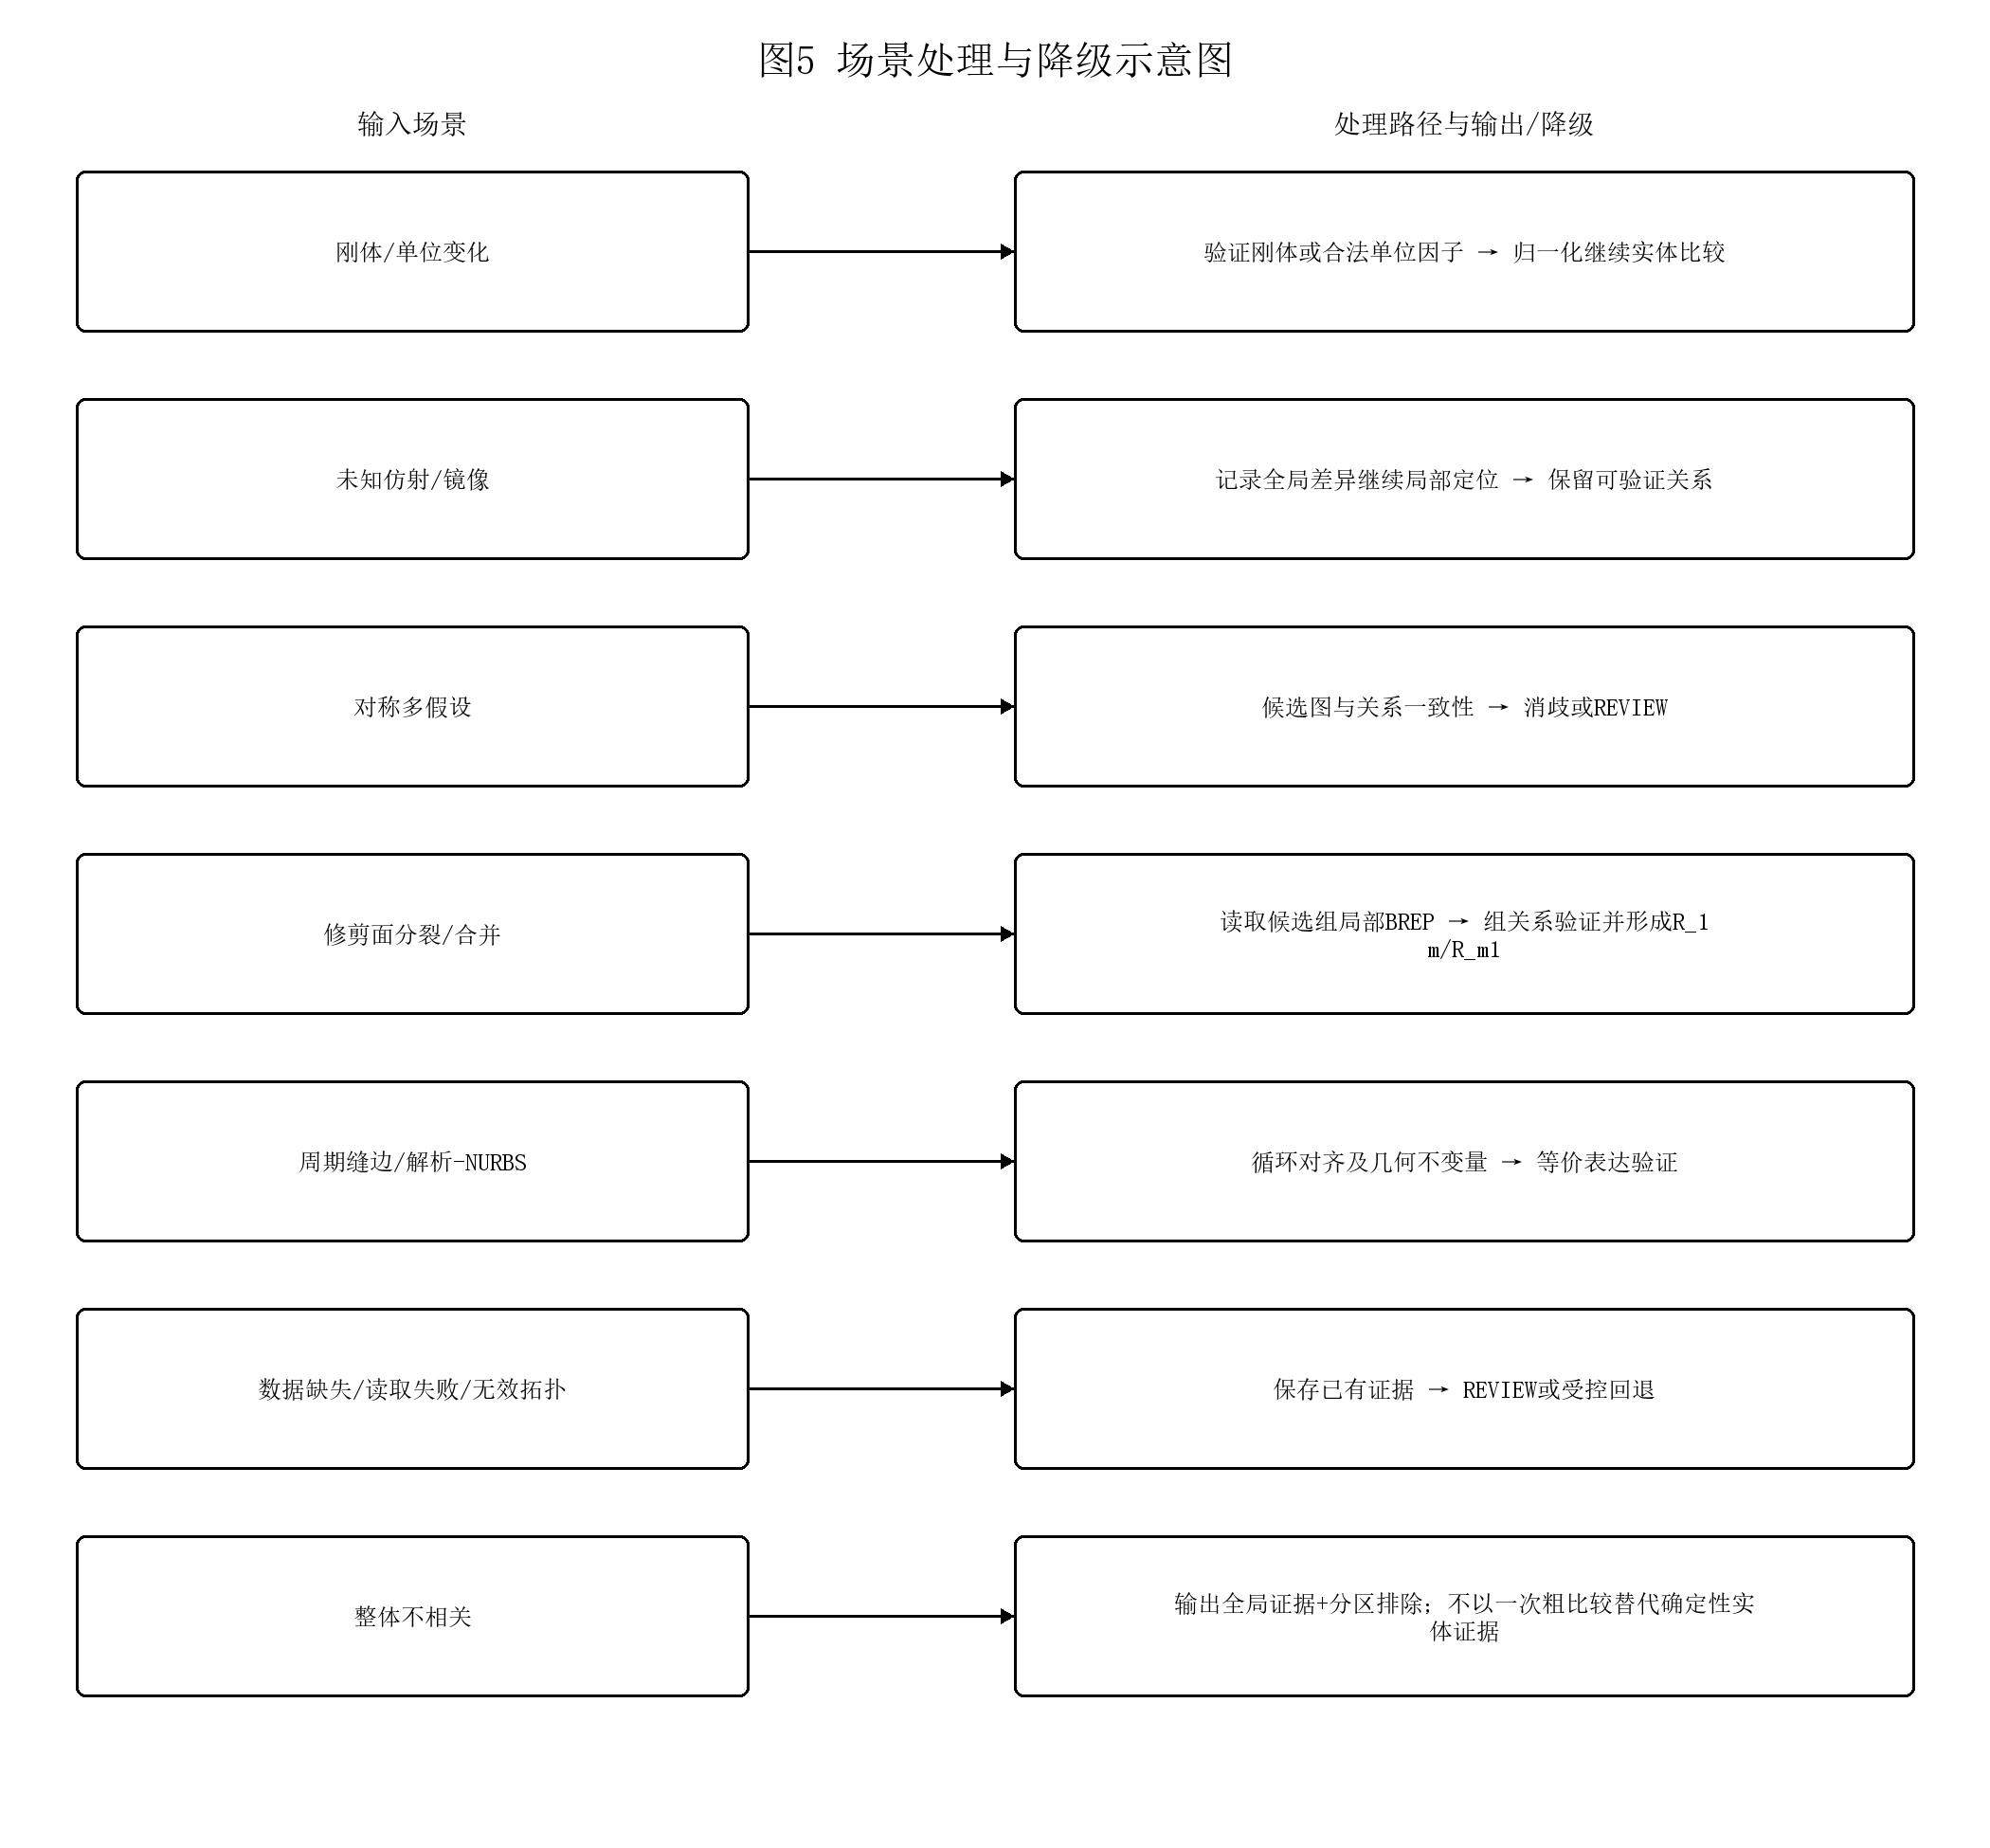 图5 场景处理与降级示意图
输入场景
处理路径与输出/降级
刚体/单位变化
验证刚体或合法单位因子 → 归一化继续实体比较
未知仿射/镜像
记录全局差异继续局部定位 → 保留可验证关系
对称多假设
候选图与关系一致性 → 消歧或REVIEW
修剪面分裂/合并
读取候选组局部BREP → 组关系验证并形成R_1
m/R_m1
周期缝边/解析-NURBS
循环对齐及几何不变量 → 等价表达验证
数据缺失/读取失败/无效拓扑
保存已有证据 → REVIEW或受控回退
整体不相关
输出全局证据+分区排除；不以一次粗比较替代确定性实
体证据